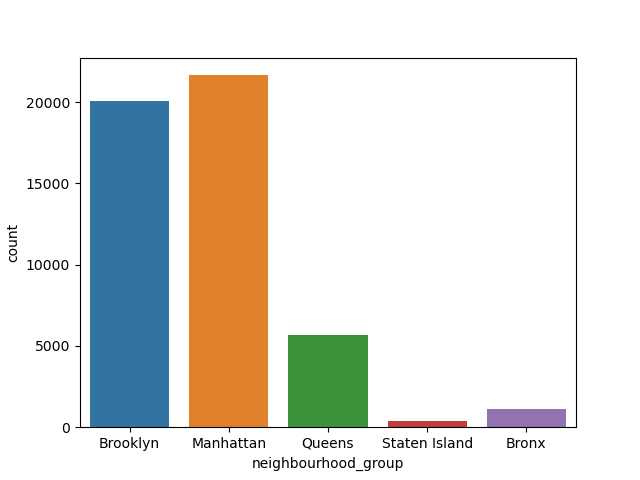 20000
15000
10000
5000
0
count
Brooklyn Manhattan Queens Staten Island Bronx
neighbourhood_group